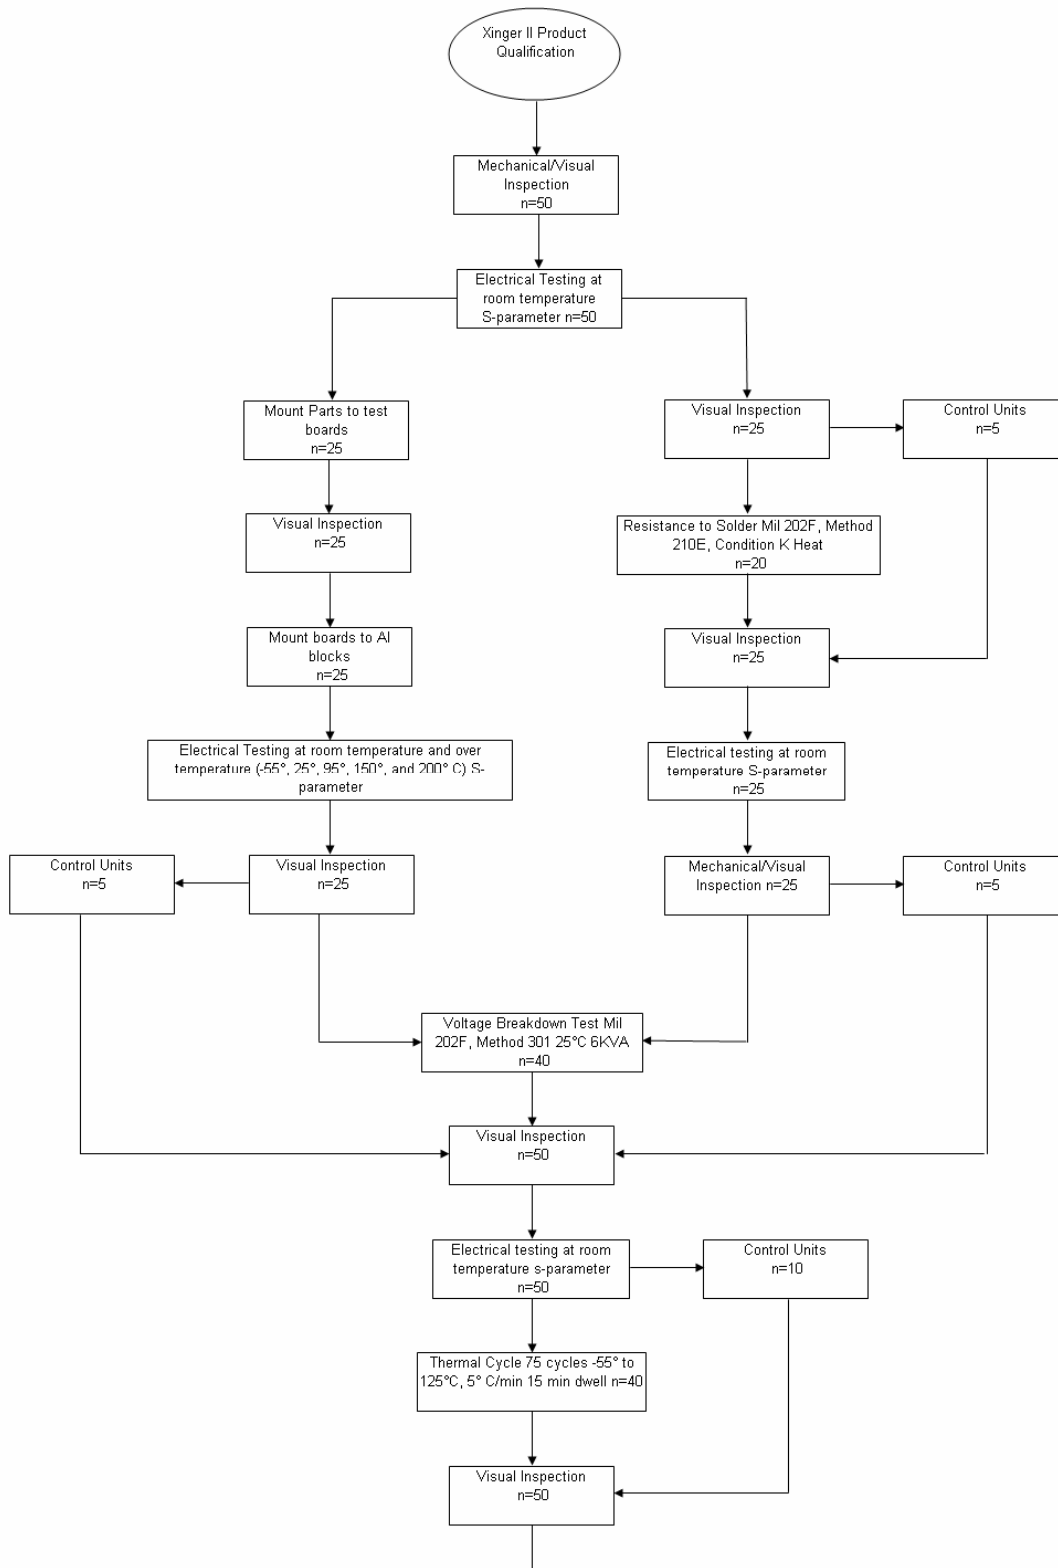 Xinger II Product
Qualification
Mechanical/Visual
Inspection
n=50
Electrical Testing at
room temperature
S-parameter n=50
Mount Parts to test
boards
n=25
Visual Inspection
n=25
Control Units
n=5
Visual Inspection
n=25
Resistance to Solder Mil 202F, Method
210E, Condition K Heat
n=20
Mount boards to Al
blocks
n=25
Visual Inspection
n=25
Electrical Testing at room temperature and over
temperature (-55°, 25°, 95°, 150°, and 200° C) S-
parameter
Electrical testing at room
temperature S-parameter
n=25
Control Units
n=5
Visual Inspection
n=25
Mechanical/Visual
Inspection n=25
Control Units
n=5
Voltage Breakdown Test Mil
202F, Method 301 25°C 6KVA
n=40
Visual Inspection
n=50
Electrical testing at room
temperature s-parameter
n=50
Control Units
n=10
Thermal Cycle 75 cycles -55° to
125°C, 5° C/min 15 min dwell n=40
Visual Inspection
n=50